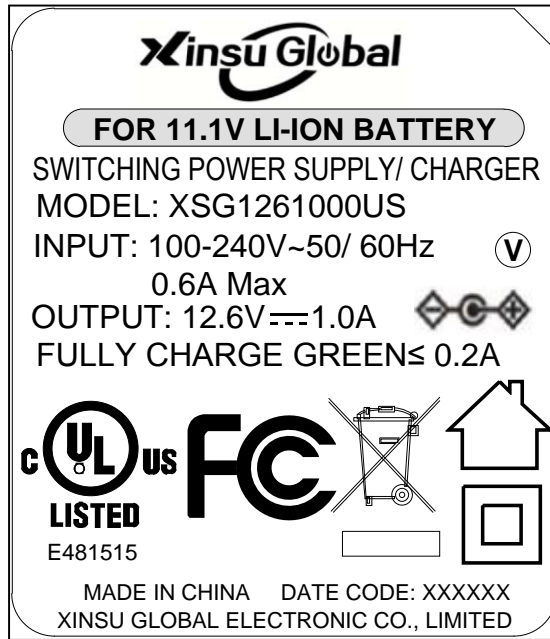 Xinsu Global
FOR 11.1V LI-ION BATTERY
SWITCHING POWER SUPPLY/ CHARGER
MODEL: XSG1261000US
INPUT: 100-240V~50/ 60Hz
V
0.6A Max
OUTPUT: 12.6V⎓1.0A
FULLY CHARGE GREEN≤ 0.2A
C UL US
LISTED
FC
E481515
MADE IN CHINA DATE CODE: XXXXXX
XINSU GLOBAL ELECTRONIC CO., LIMITED